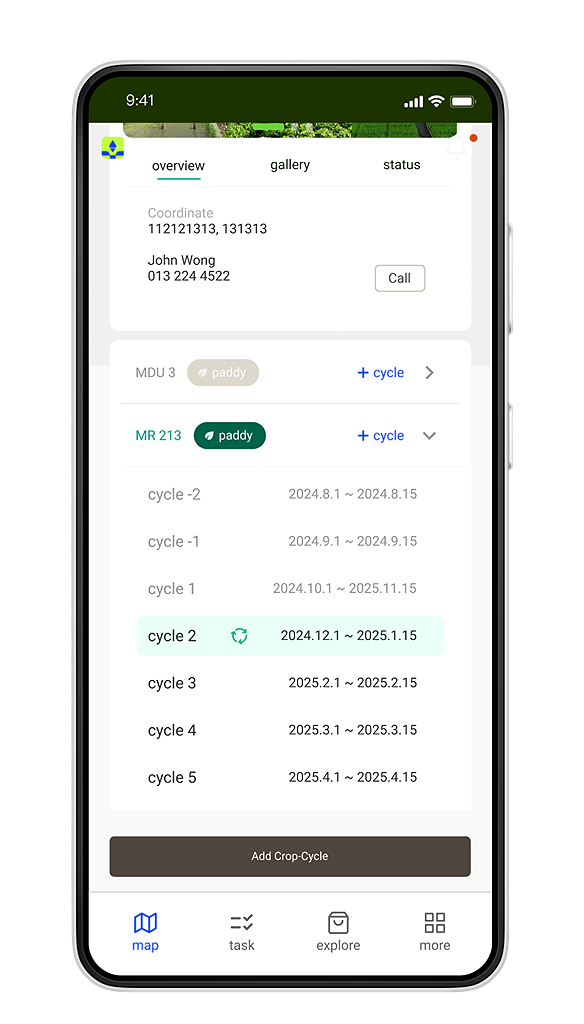 9:41
overview gallery status
Coordinate
112121313, 131313
John Wong
013 224 4522
Call
MDU 3 paddy + cycle
MR 213 paddy + cycle
cycle -2 2024.8.1 ~ 2024.8.15
cycle -1 2024.9.1 ~ 2024.9.15
cycle 1 2024.10.1 ~ 2025.11.15
cycle 2 2024.12.1 ~ 2025.1.15
cycle 3 2025.2.1 ~ 2025.2.15
cycle 4 2025.3.1 ~ 2025.3.15
cycle 5 2025.4.1 ~ 2025.4.15
Add Crop-Cycle
map task explore more